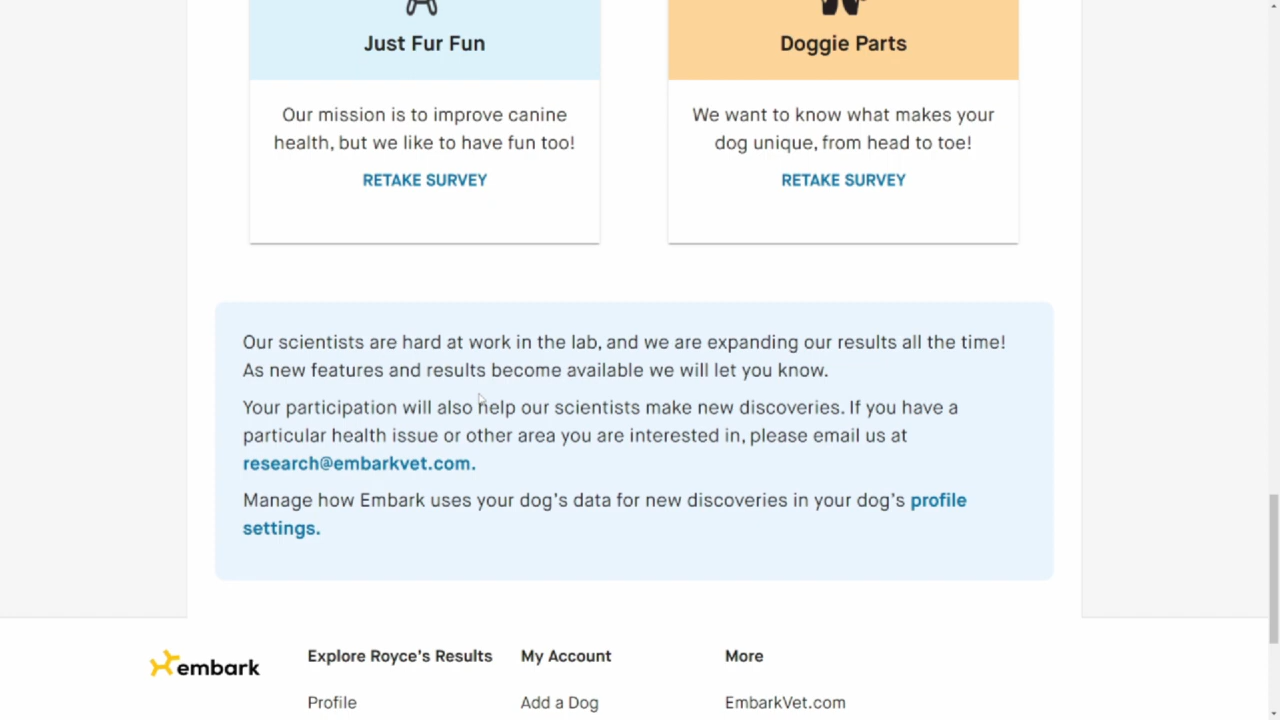 Just Fur Fun
Our mission is to improve canine
health, but we like to have fun too!
RETAKE SURVEY
Doggie Parts
We want to know what makes your
dog unique, from head to toe!
RETAKE SURVEY
Our scientists are hard at work in the lab, and we are expanding our results all the time!
As new features and results become available we will let you know.
Your participation will also help our scientists make new discoveries. If you have a
particular health issue or other area you are interested in, please email us at
research@embarkvet.com.
Manage how Embark uses your dog's data for new discoveries in your dog's profile
settings.
embark
Explore Royce's Results
Profile
My Account
Add a Dog
More
EmbarkVet.com